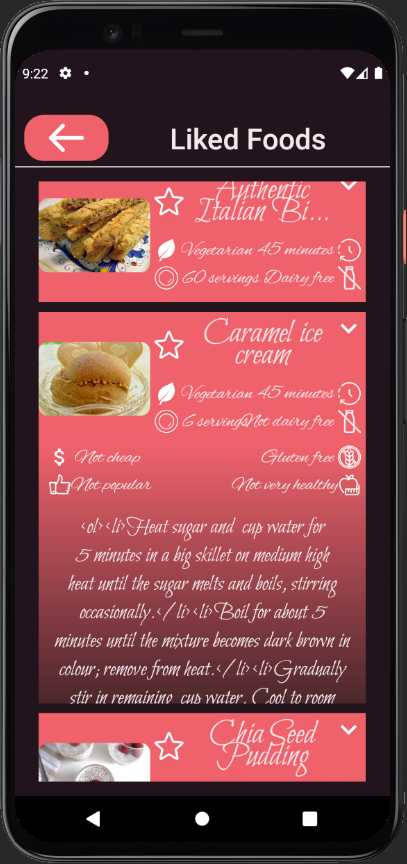 9:22
Liked Foods
Authentic
Italian Bi...
Vegetarian 45 minutes
60 servings Dairy free
Caramel ice
cream
Vegetarian 45 minutes
6 servings Not dairy free
$ Not cheap Gluten free
Not popular Not very healthy
<ol><li>Heat sugar and  cup water for
5 minutes in a big skillet on medium high
heat until the sugar melts and boils, stirring
occasionally.</li><li>Boil for about 5
minutes until the mixture becomes dark brown in
colour; remove from heat.</li><li>Gradually
stir in remaining  cup water. Cool to room
Chia Seed
Pudding